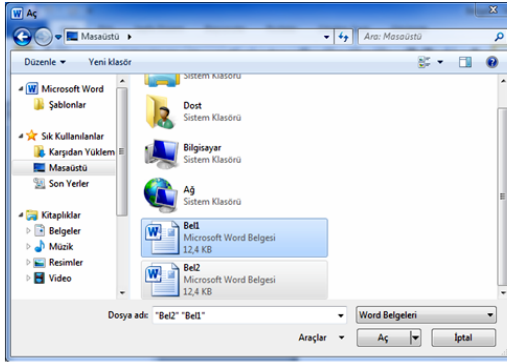 Aç
Masaüstü
Ara: Masaüstü
Düzenle
Yeni klasör
Microsoft Word
Şablonlar
Sık Kullanılanlar
Karşıdan Yüklem
Masaüstü
Son Yerler
Kitaplıklar
Belgeler
Müzik
Resimler
Video
Sistem Klasörü
Dost
Sistem Klasörü
Bilgisayar
Sistem Klasörü
Ağ
Sistem Klasörü
Bel1
Microsoft Word Belgesi
12,4 KB
Bel2
Microsoft Word Belgesi
12,4 KB
Dosya adı: "Bel2" "Bel1"
Word Belgeleri
Araçlar
Aç
İptal